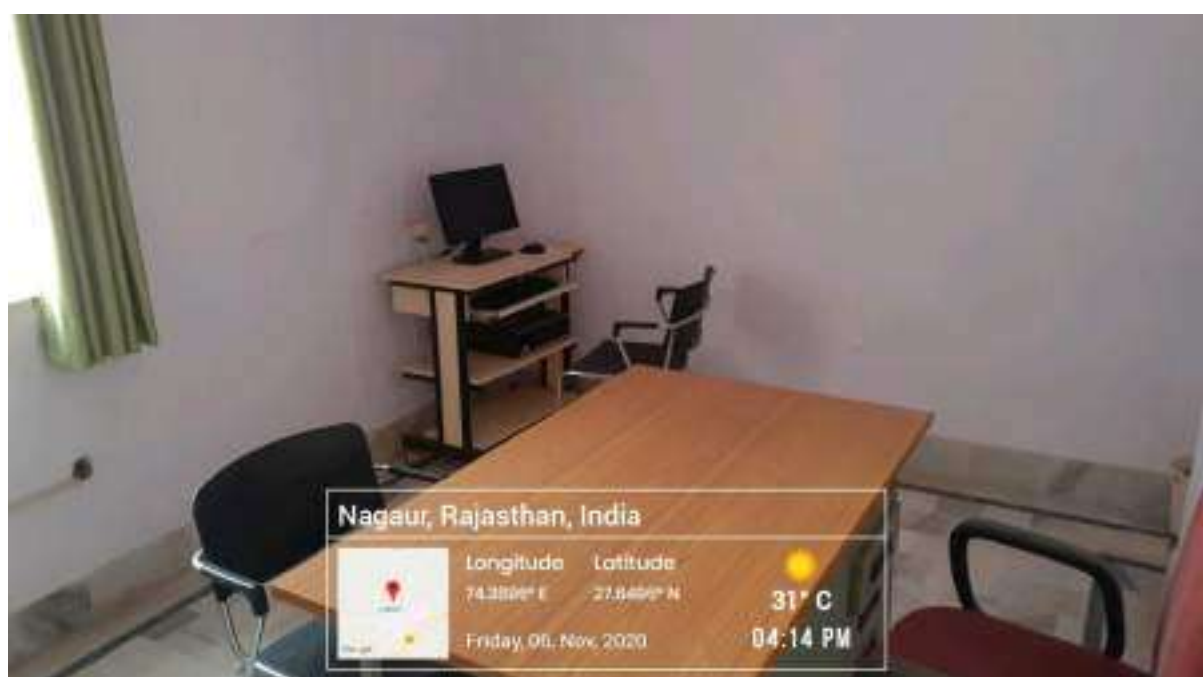 Nagaur, Rajasthan, India
Longitude Latitude
31° C
Friday, 06, Nov, 2020
04:14 PM